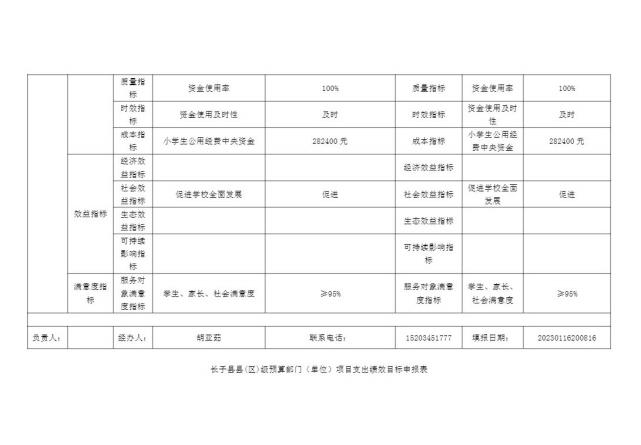 质量指标 资金使用率 100% 质量指标 资金使用率 100%
时效指标 资金使用及时性 及时 时效指标 资金使用及时性 及时
成本指标 小学生公用经费中央资金 282400 元 成本指标 小学生公用经费中央资金 282400 元
效益指标 经济效益指标 经济效益指标
社会效益指标 促进学校全面发展 促进 社会效益指标 促进学校全面发展 促进
生态效益指标 生态效益指标
可持续影响指标 可持续影响指标
满意度指标 服务对象满意度指标 学生、家长、社会满意度 ≥95% 服务对象满意度指标 学生、家长、社会满意度 ≥95%
负责人： 经办人： 胡亚茹 联系电话： 15203451777 填报日期： 20230116200816
长子县县(区)级预算部门（单位）项目支出绩效目标申报表